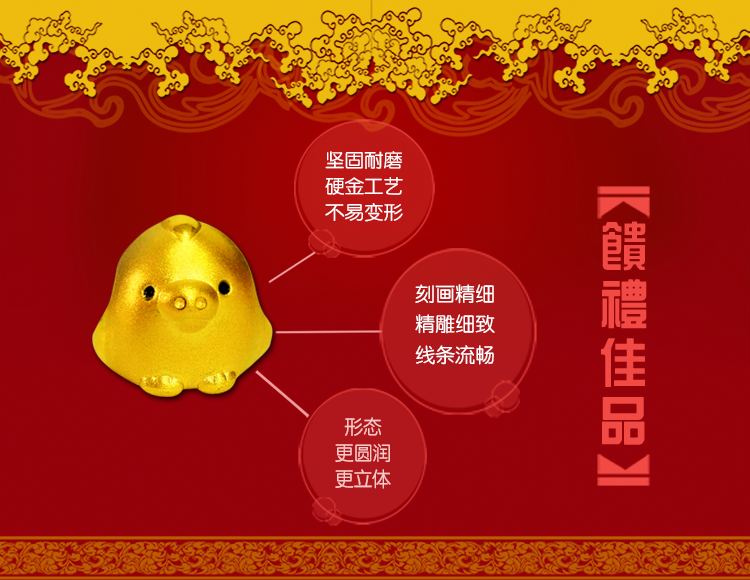 坚固耐磨
硬金工艺
不易变形
刻画精细
精雕细致
线条流畅
形态
更圆润
更立体
【饋禮佳品】